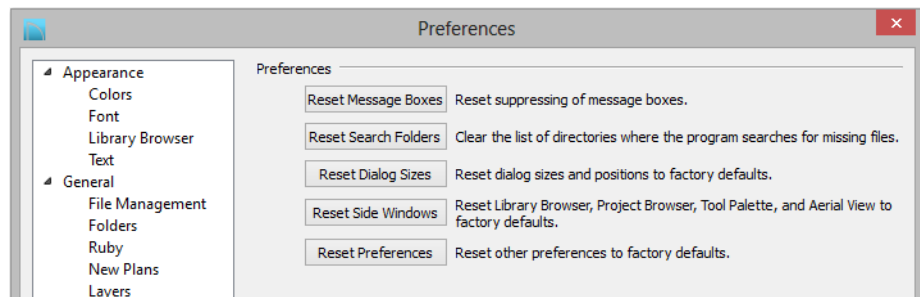 Preferences
Appearance
Colors
Font
Library Browser
Text
General
File Management
Folders
Ruby
New Plans
Layers
Preferences
Reset Message Boxes Reset suppressing of message boxes.
Reset Search Folders Clear the list of directories where the program searches for missing files.
Reset Dialog Sizes Reset dialog sizes and positions to factory defaults.
Reset Side Windows Reset Library Browser, Project Browser, Tool Palette, and Aerial View to
factory defaults.
Reset Preferences Reset other preferences to factory defaults.